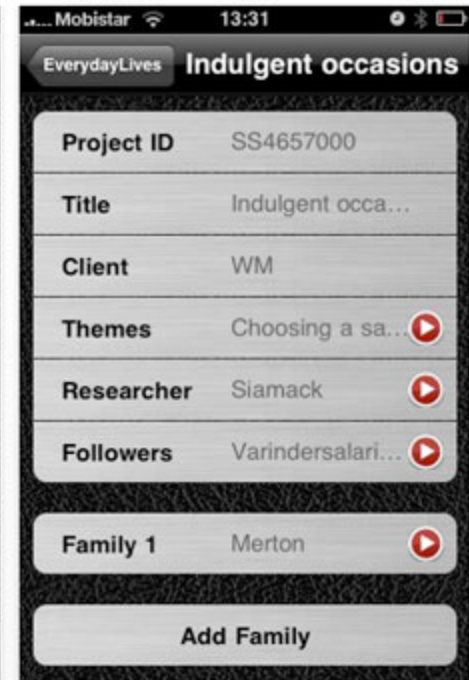 ....Mobistar 13:31
EverydayLives Indulgent occasions
Project ID SS4657000
Title Indulgent occa...
Client WM
Themes Choosing a sa...
Researcher Siamack
Followers Varindersalari...
Family 1 Merton
Add Family